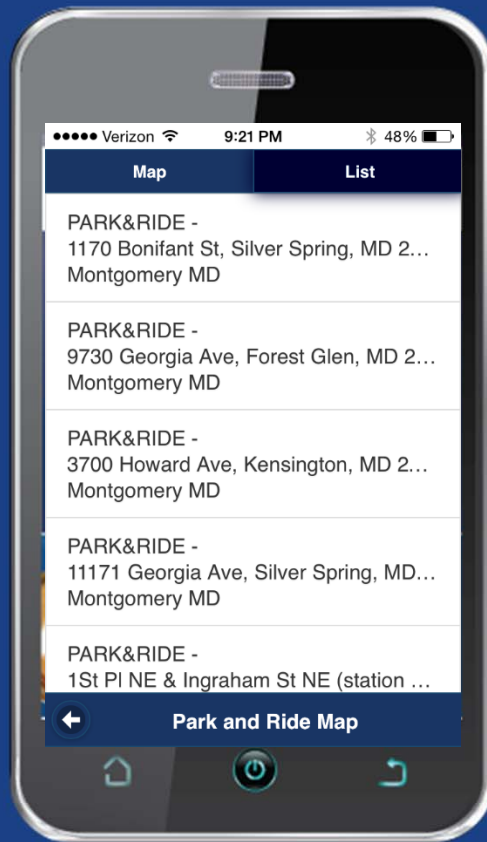 Verizon 9:21 PM 48%
Map List
PARK&RIDE -
1170 Bonifant St, Silver Spring, MD 2...
Montgomery MD
PARK&RIDE -
9730 Georgia Ave, Forest Glen, MD 2...
Montgomery MD
PARK&RIDE -
3700 Howard Ave, Kensington, MD 2...
Montgomery MD
PARK&RIDE -
11171 Georgia Ave, Silver Spring, MD...
Montgomery MD
PARK&RIDE -
1St Pl NE & Ingraham St NE (station ...
Park and Ride Map